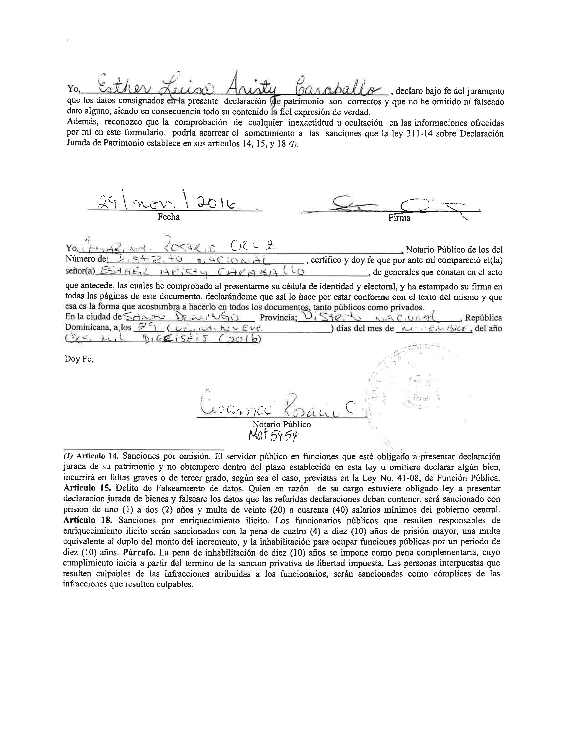 Yo, Esther Luisa Aristy Caraballo , declaro bajo fe del juramento
que los datos consignados en la presente declaración de patrimonio son correctos y que no he omitido ni falseado
dato alguno, siendo en consecuencia todo su contenido la fiel expresión de verdad.
Además, reconozco que la comprobación de cualquier inexactitud u ocultación en las informaciones ofrecidas
por mí en este formulario, podría acarrear el sometimiento a las sanciones que la ley 311-14 sobre Declaración
Jurada de Patrimonio establece en sus artículos 14, 15, y 18 (1).
29 / nov. / 2016
Fecha
Firma
Yo, Rosario Cruz , Notario Público de los del
Número del Distrito Nacional , certifico y doy fe que por ante mi compareció el(la)
señor(a) ESTHER ARISTY CARABALLO , de generales que constan en el acto
que antecede, las cuales he comprobado al presentarme su cédula de identidad y electoral, y ha estampado su firma en
todas las páginas de este documento, declarándome que así lo hace por estar conforme con el texto del mismo y que
esa es la forma que acostumbra a hacerlo en todos los documentos, tanto públicos como privados.
En la ciudad de Santo Domingo Provincia; Distrito Nacional , República
Dominicana, a los 29 ( ) días del mes de noviembre , del año
(Dos mil Dieciséis (2016)
Doy Fe,
Notario Público
Mat 5454
(1) Artículo 14. Sanciones por omisión. El servidor público en funciones que esté obligado a presentar declaración
jurada de su patrimonio y no obtempere dentro del plazo establecido en esta ley u omitiere declarar algún bien,
incurrirá en faltas graves o de tercer grado, según sea el caso, previstas en la Ley No. 41-08, de Función Pública.
Artículo 15. Delito de Falseamiento de datos. Quien en razón de su cargo estuviere obligado ley a presentar
declaración jurada de bienes y falseare los datos que las referidas declaraciones deban contener, será sancionado con
prisión de uno (1) a dos (2) años y multa de veinte (20) a cuarenta (40) salarios mínimos del gobierno central.
Artículo 18. Sanciones por enriquecimiento ilícito. Los funcionarios públicos que resulten responsables de
enriquecimiento ilícito serán sancionados con la pena de cuatro (4) a diez (10) años de prisión mayor, una multa
equivalente al duplo del monto del incremento, y la inhabilitación para ocupar funciones públicas por un período de
diez (10) años. Párrafo. La pena de inhabilitación de diez (10) años se impone como pena complementaria, cuyo
cumplimiento inicia a partir del termino de la sanción privativa de libertad impuesta. Las personas interpuestas que
resulten culpables de las infracciones atribuidas a los funcionarios, serán sancionadas como cómplices de las
infracciones que resulten culpables.